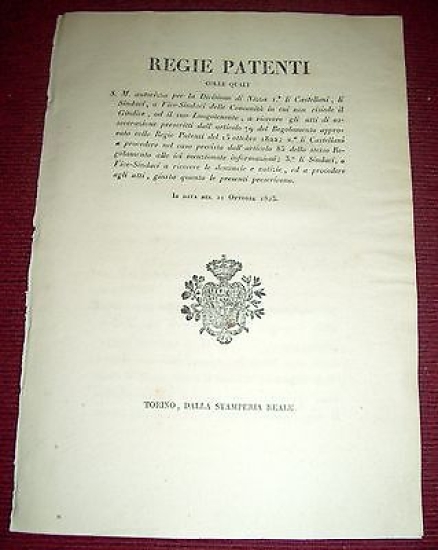 REGIE PATENTI
COLLE QUALI
S. M. autorizza per la Divisione di Nizza 1.º li Castellani, li
Sindaci, o Vice-Sindaci delle Comunità in cui non risiede il
Giudice, od il suo Luogotenente, a ricevere gli atti di as-
severazione prescritti dall'articolo 79 del Regolamento appro-
vato colle Regie Patenti del 15 ottobre 1822; 2.º li Castellani
a procedere nel caso previsto dall'articolo 85 dello stesso Re-
golamento alle ivi menzionate informazioni; 3.º li Sindaci, o
Vice-Sindaci a ricevere le denunzie e notizie, ed a procedere
agli atti, giusta quanto le presenti prescrivono.
IN DATA DEL 21 OTTOBRE 1823.
TORINO, DALLA STAMPERIA REALE.